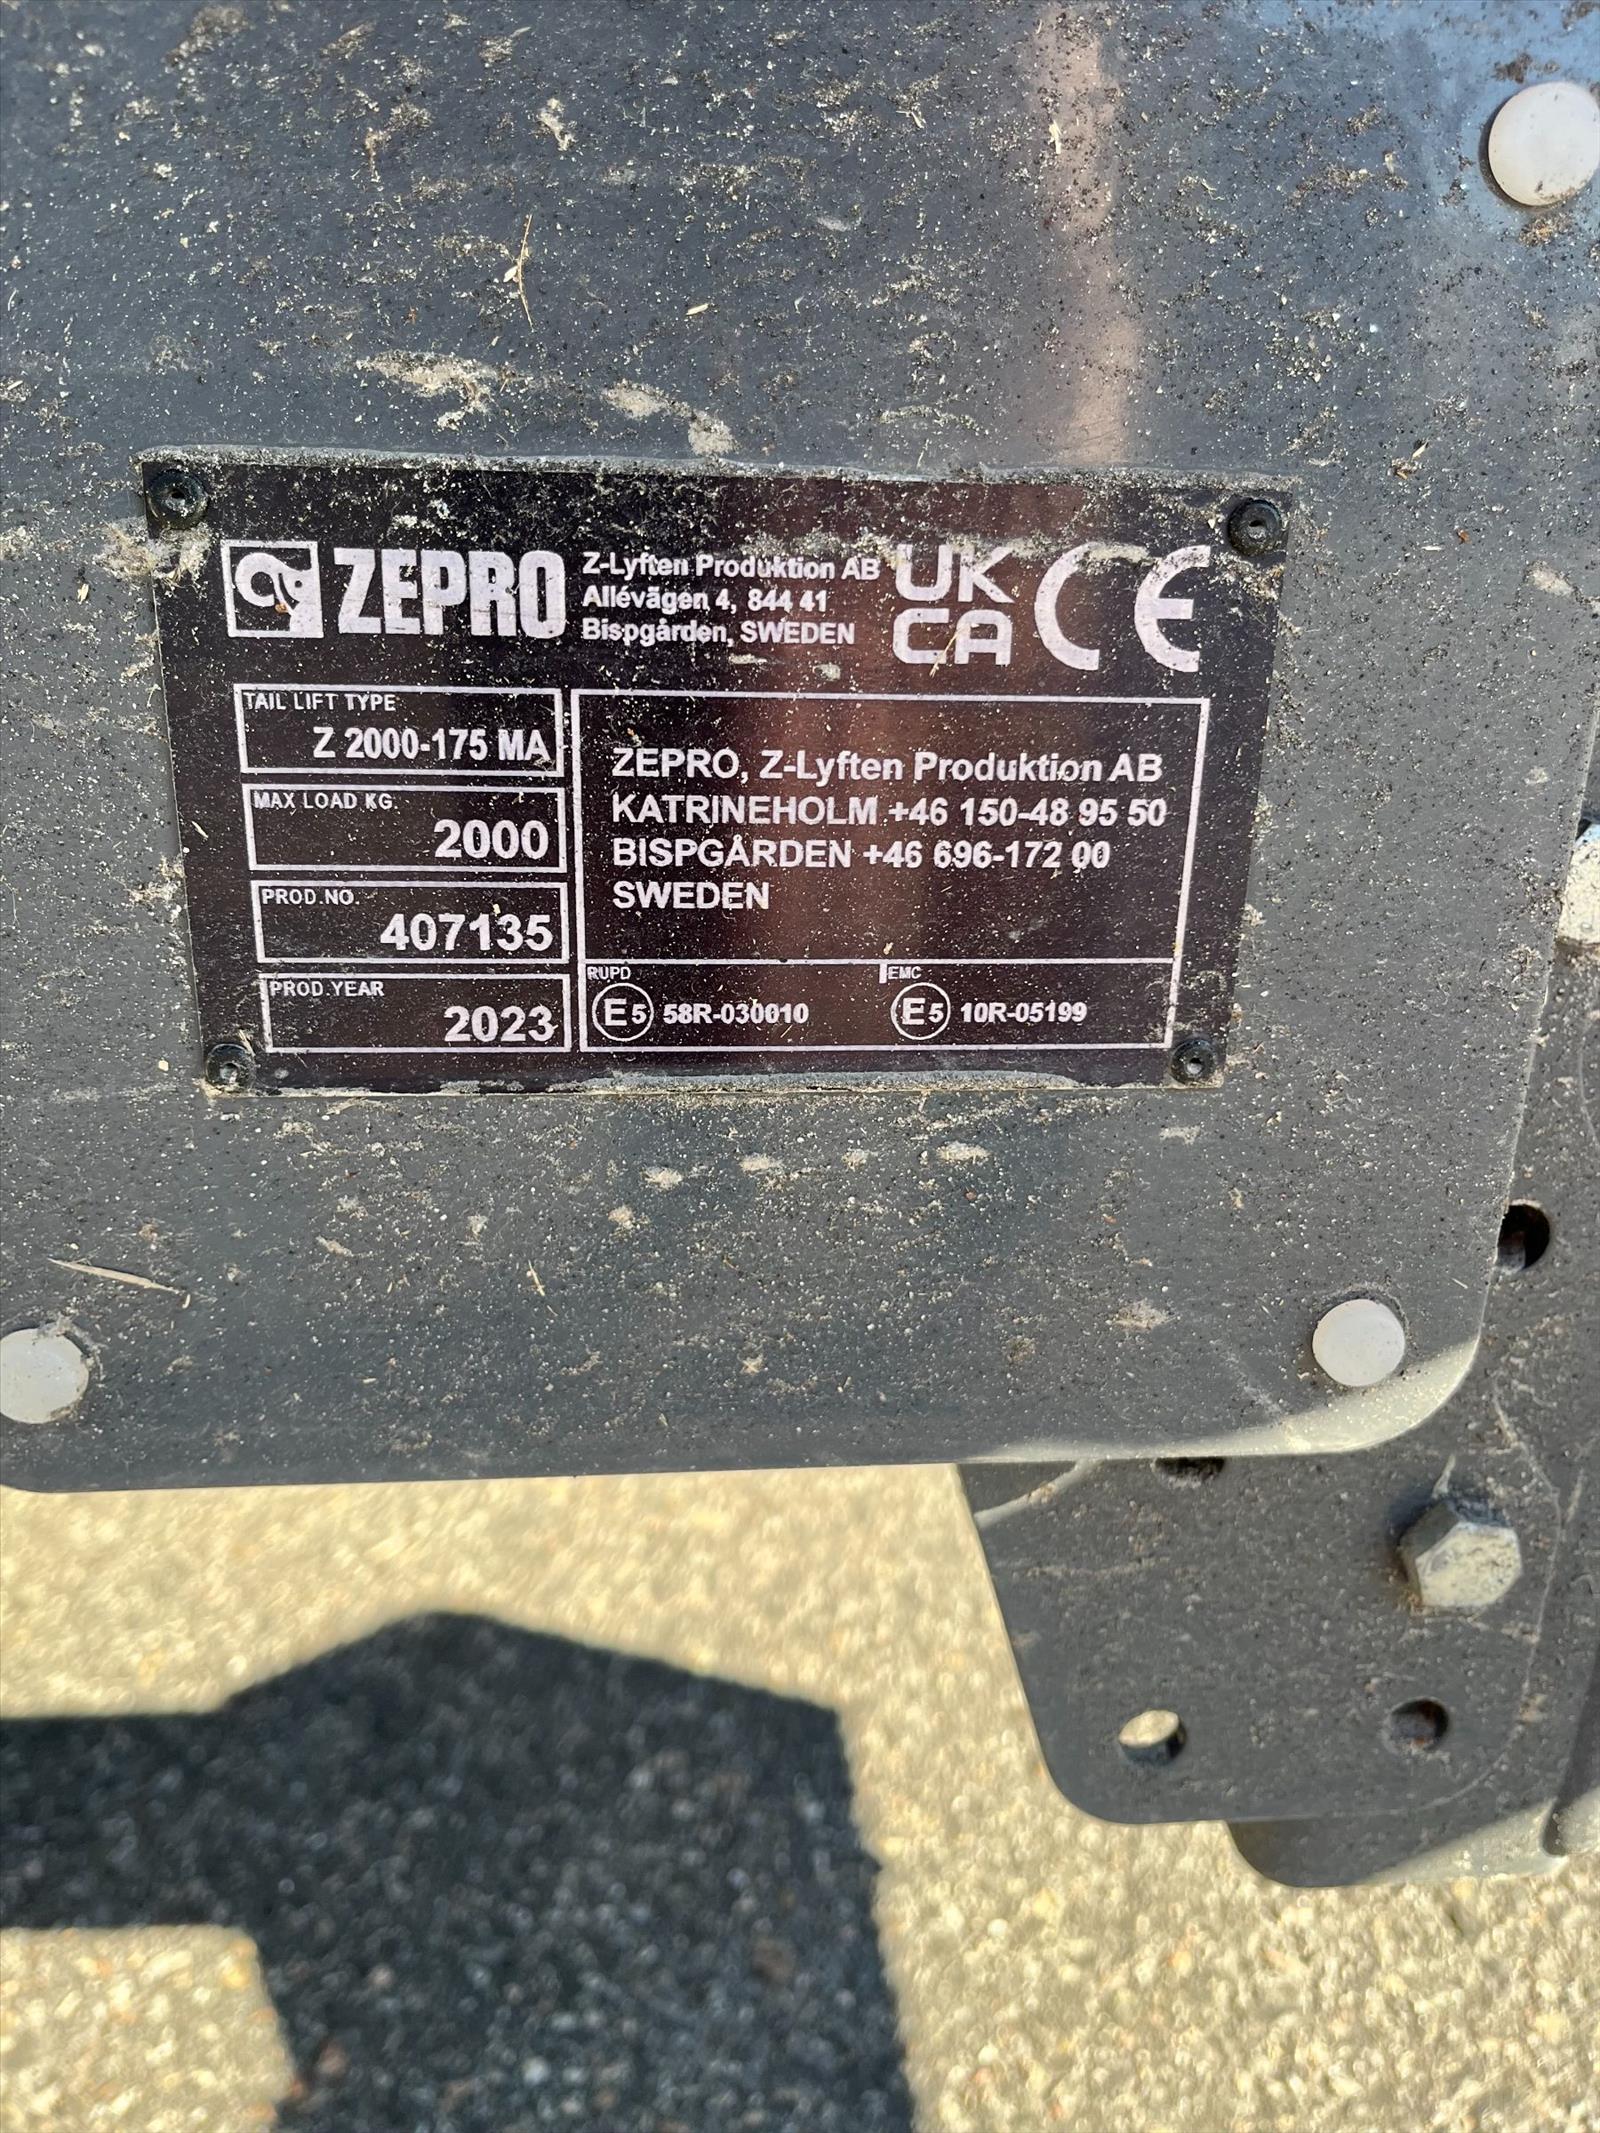 ZEPRO
Z-Lyften Produktion AB
Allévägen 4, 844 41
Bispgården, SWEDEN
UK
CA
CE
TAIL LIFT TYPE
Z 2000-175 MA
MAX LOAD KG.
2000
PROD.NO.
407135
PROD.YEAR
2023
ZEPRO, Z-Lyften Produktion AB
KATRINEHOLM +46 150-48 95 50
BISPGÅRDEN +46 696-172 00
SWEDEN
RUPD
E5 58R-030010
EMC
E5 10R-05199